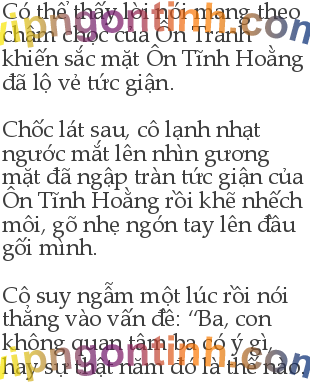 Có thể thấy lời nói mang theo
châm chọc của Ôn Tranh
khiến sắc mặt Ôn Tĩnh Hoằng
đã lộ vẻ tức giận.
Chốc lát sau, cô lạnh nhạt
ngước mắt lên nhìn gương
mặt đã ngập tràn tức giận của
Ôn Tĩnh Hoằng rồi khẽ nhếch
môi, gõ nhẹ ngón tay lên đầu
gối mình.
Cô suy ngẫm một lúc rồi nói
thẳng vào vấn đề: “Ba, con
không quan tâm ba có ý gì,
hay sự thật năm đó là thế nào,
vipngontinh.com
vipngontinh.com